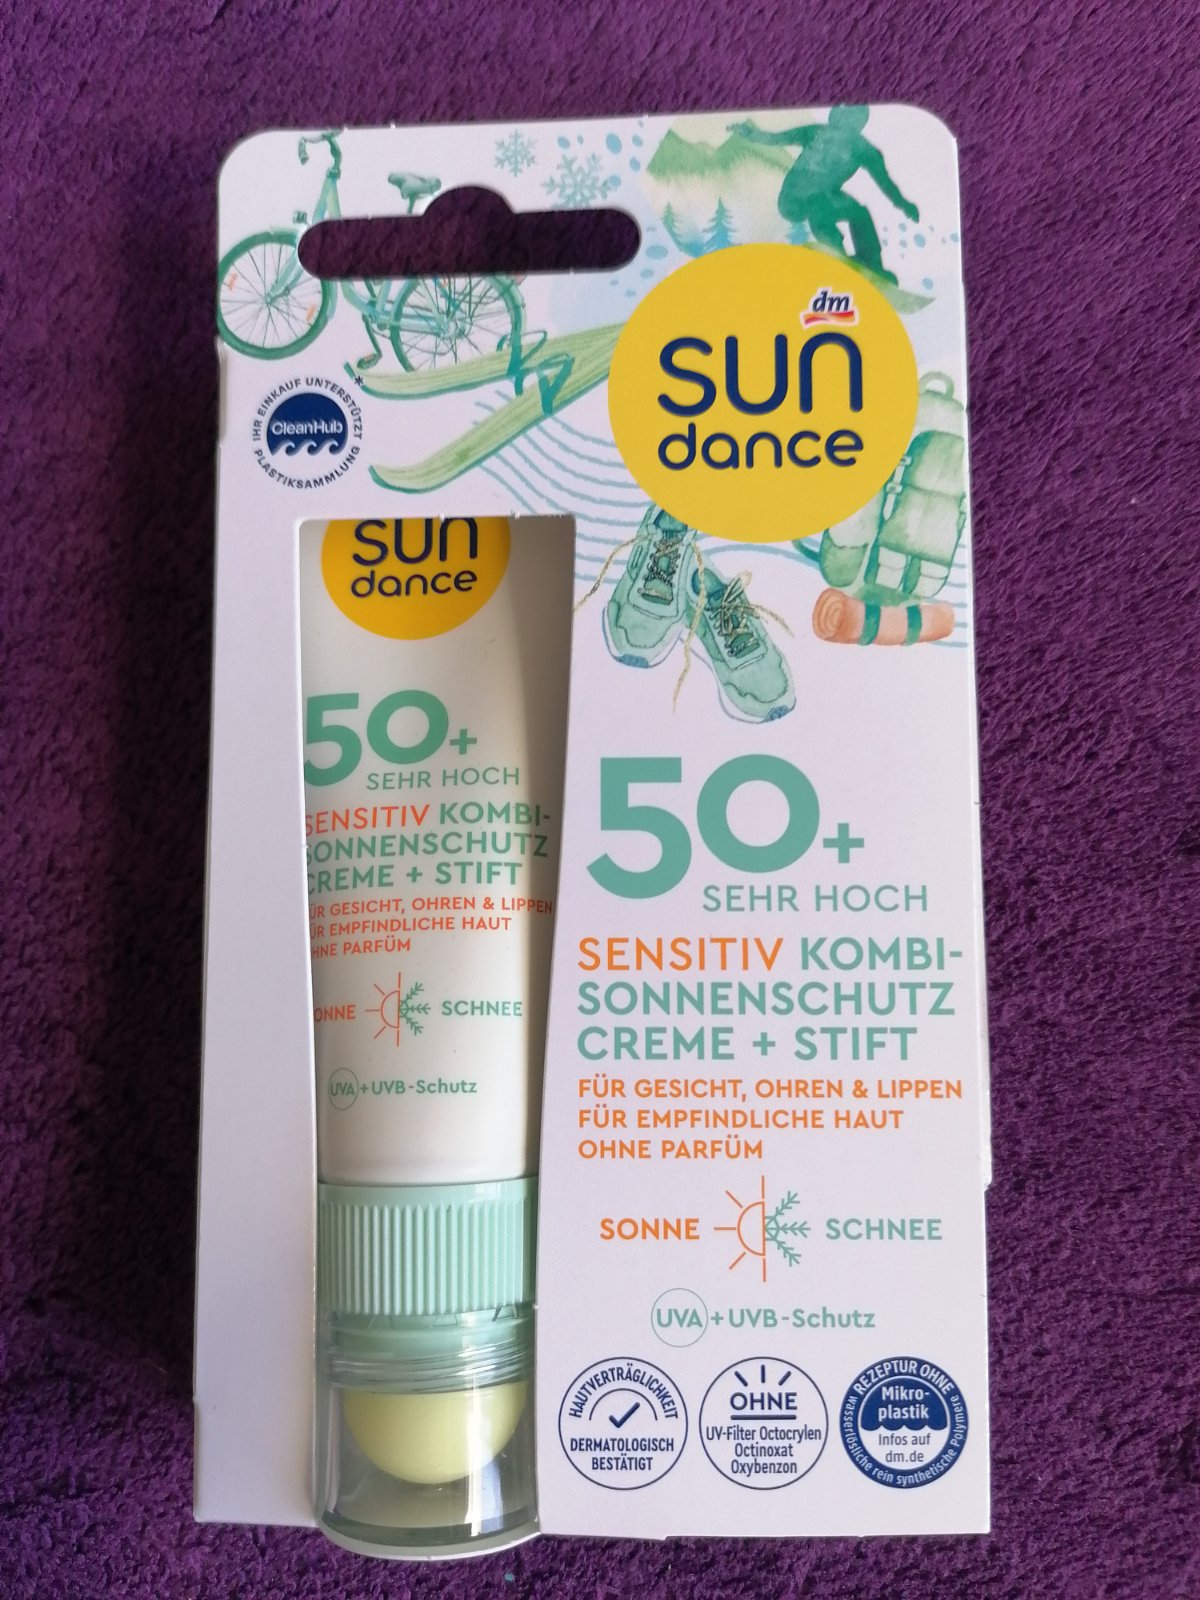 dm
sun
dance
IHR EINKAUF UNTERSTÜTZT*
CleanHub
PLASTIKSAMMLUNG
sun
dance
50+
SEHR HOCH
SENSITIV KOMBI-
SONNENSCHUTZ
CREME + STIFT
FÜR GESICHT, OHREN & LIPPEN
FÜR EMPFINDLICHE HAUT
OHNE PARFÜM
SONNE SCHNEE
UVA + UVB-Schutz
50+
SEHR HOCH
SENSITIV KOMBI-
SONNENSCHUTZ
CREME + STIFT
FÜR GESICHT, OHREN & LIPPEN
FÜR EMPFINDLICHE HAUT
OHNE PARFÜM
SONNE SCHNEE
UVA + UVB-Schutz
HAUTVERTRÄGLICHKEIT
DERMATOLOGISCH
BESTÄTIGT
OHNE
UV-Filter Octocrylen
Octinoxat
Oxybenzon
REZEPTUR OHNE
Mikro-
plastik
Infos auf
dm.de
wasserlösliche rein synthetische Polymere